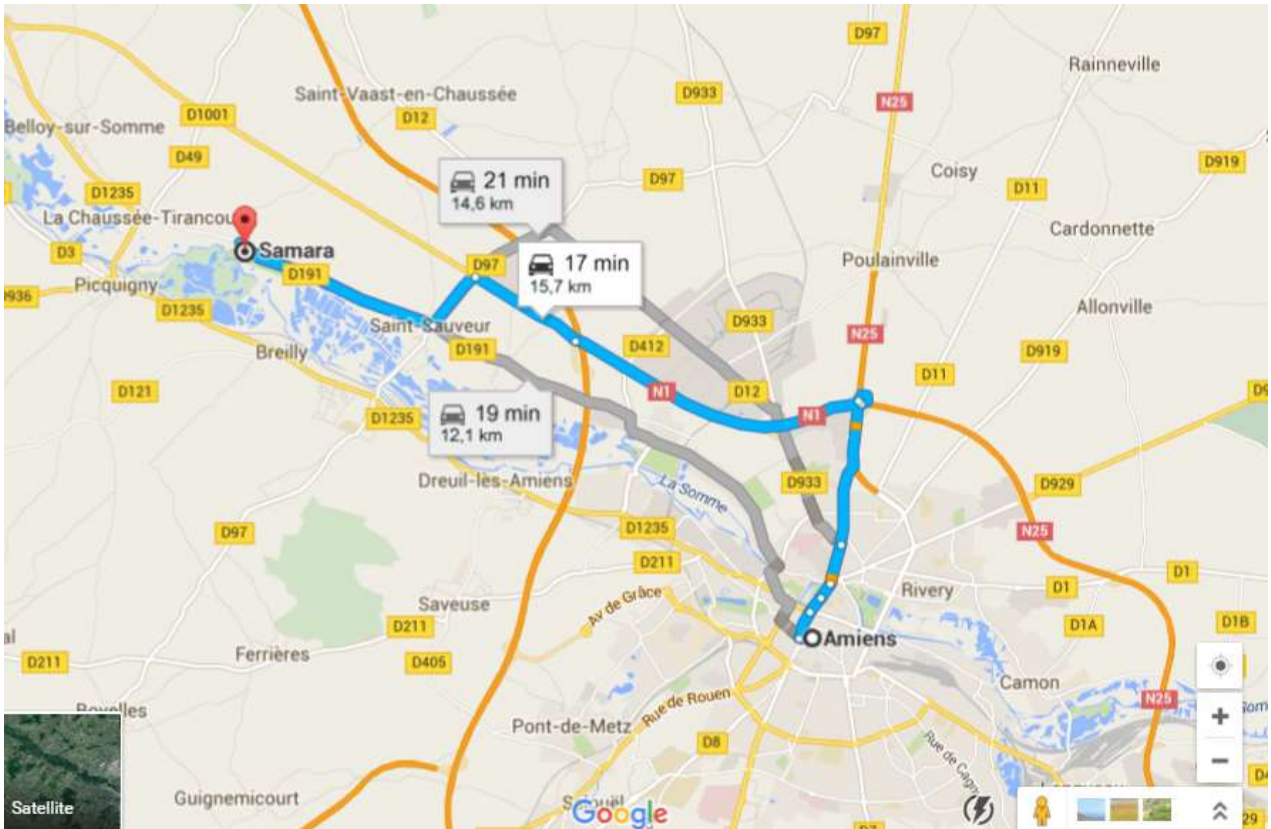 D97
Rainneville
Saint-Vaast-en-Chaussée
D933
N25
D1001
D12
Belloy-sur-Somme
D49
D919
Coisy
D97
D11
D1235
21 min
14,6 km
La Chaussée-Tirancou
Cardonnette
Samara
D3
D191
D97
17 min
15,7 km
Poulainville
Picquigny
D936
D1235
Allonville
Saint-Sauveur
D933
N25
D412
D919
Breilly
D191
D11
D121
N1
D12
D1235
19 min
12,1 km
N1
Dreuil-lès-Amiens
La Somme
D933
D929
D1235
N25
D97
D211
D1
D1
Rivery
Saveuse
Av de Grâce
D211
D1A
D1B
Amiens
Ferrières
D211
D405
Camon
Rue de Rouen
N25
Pont-de-Metz
D8
Satellite
Guignemicourt
Google